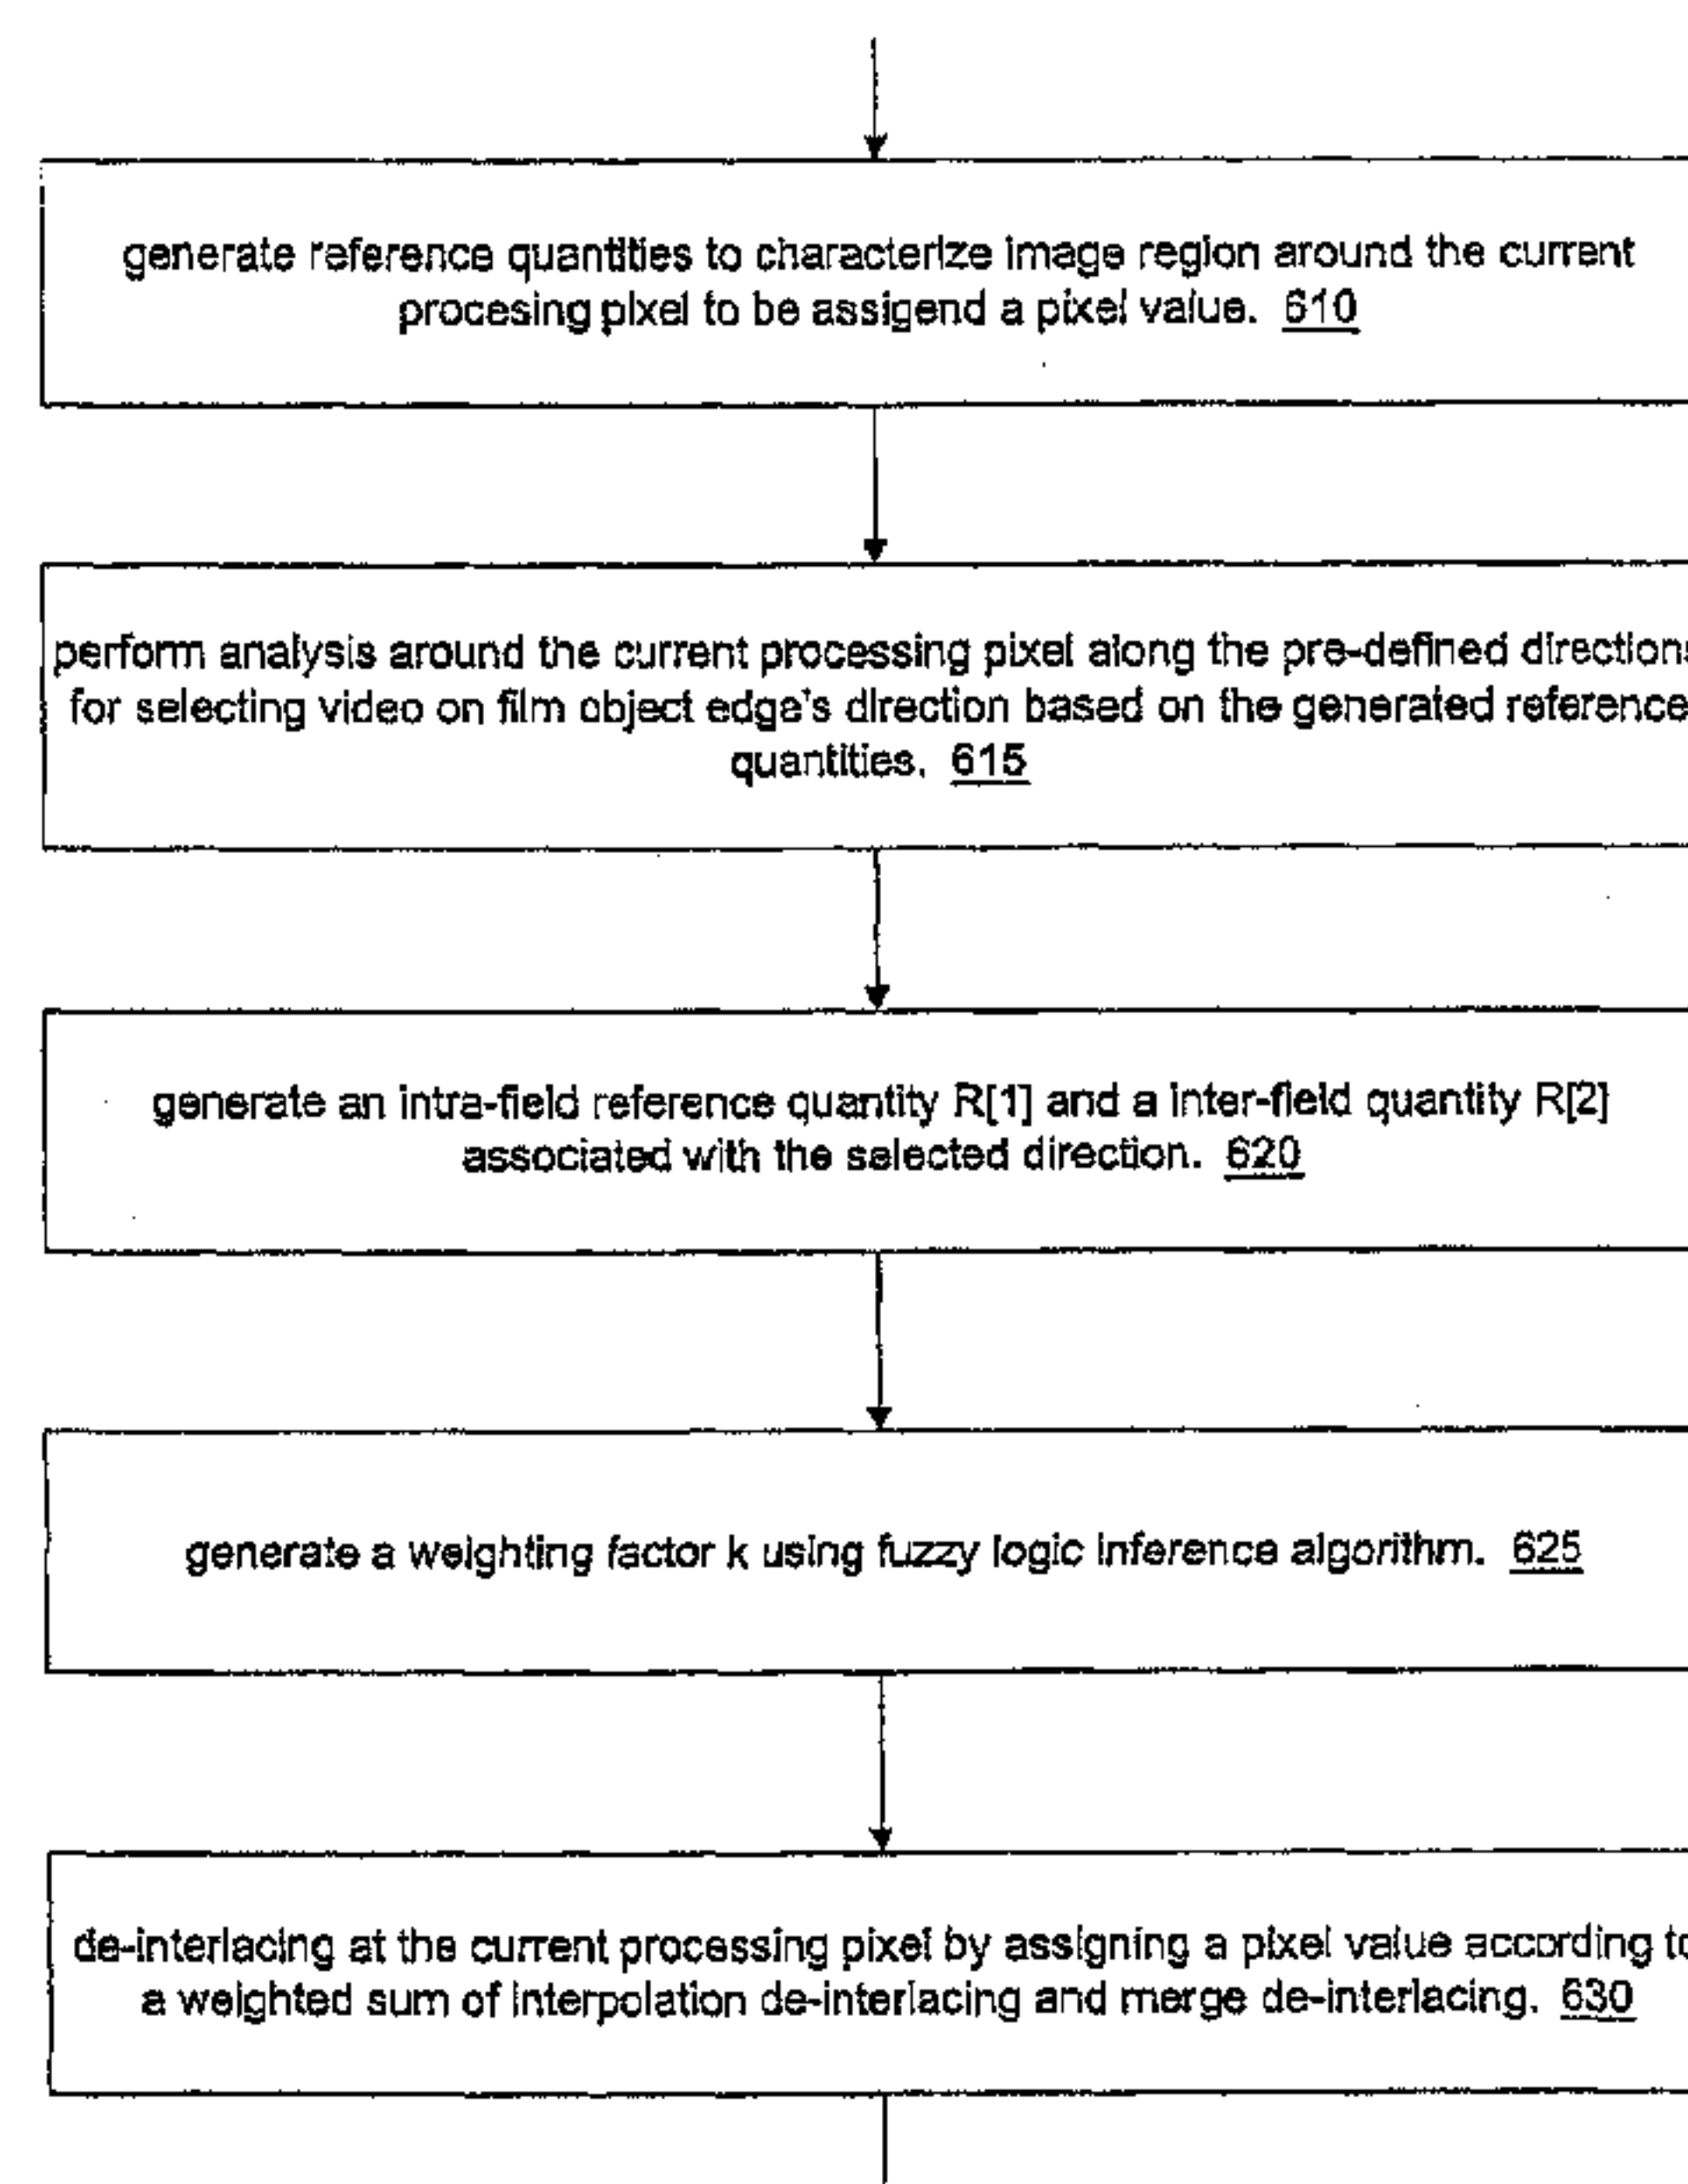 generate reference quantities to characterize image region around the current
procesing pixel to be assigend a pixel value. 610
perform analysis around the current processing pixel along the pre-defined directions
for selecting video on film object edge's direction based on the generated reference
quantities. 615
generate an intra-field reference quantity R[1] and a inter-field quantity R[2]
associated with the selected direction. 620
generate a weighting factor k using fuzzy logic inference algorithm. 625
de-interlacing at the current processing pixel by assigning a pixel value according to
a weighted sum of interpolation de-interlacing and merge de-interlacing. 630